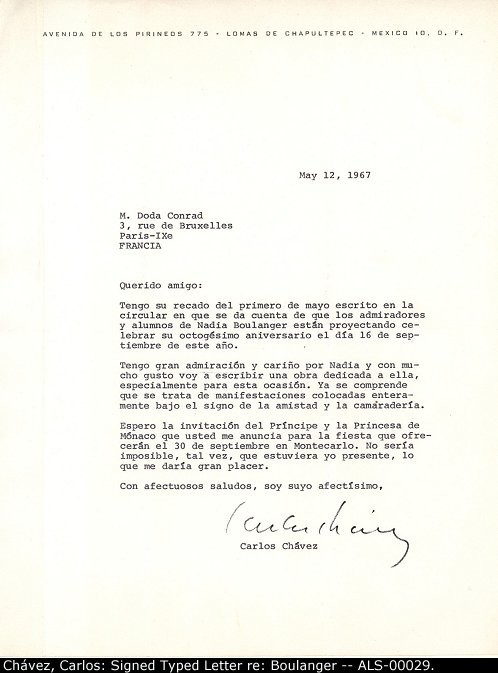 AVENIDA DE LOS PIRINEOS 775 - LOMAS DE CHAPULTEPEC - MEXICO 10, D. F.
May 12, 1967
M. Doda Conrad
3, rue de Bruxelles
Paris-IXe
FRANCIA
Querido amigo:
Tengo su recado del primero de mayo escrito en la
circular en que se da cuenta de que los admiradores
y alumnos de Nadia Boulanger están proyectando ce-
lebrar su octogésimo aniversario el día 16 de sep-
tiembre de este año.
Tengo gran admiración y cariño por Nadia y con mu-
cho gusto voy a escribir una obra dedicada a ella,
especialmente para esta ocasión. Ya se comprende
que se trata de manifestaciones colocadas entera-
mente bajo el signo de la amistad y la camaradería.
Espero la invitación del Príncipe y la Princesa de
Mónaco que usted me anuncia para la fiesta que ofre-
cerán el 30 de septiembre en Montecarlo. No sería
imposible, tal vez, que estuviera yo presente, lo
que me daría gran placer.
Con afectuosos saludos, soy suyo afectísimo,
Carlos Chávez
Carlos Chávez
Chávez, Carlos: Signed Typed Letter re: Boulanger -- ALS-00029.